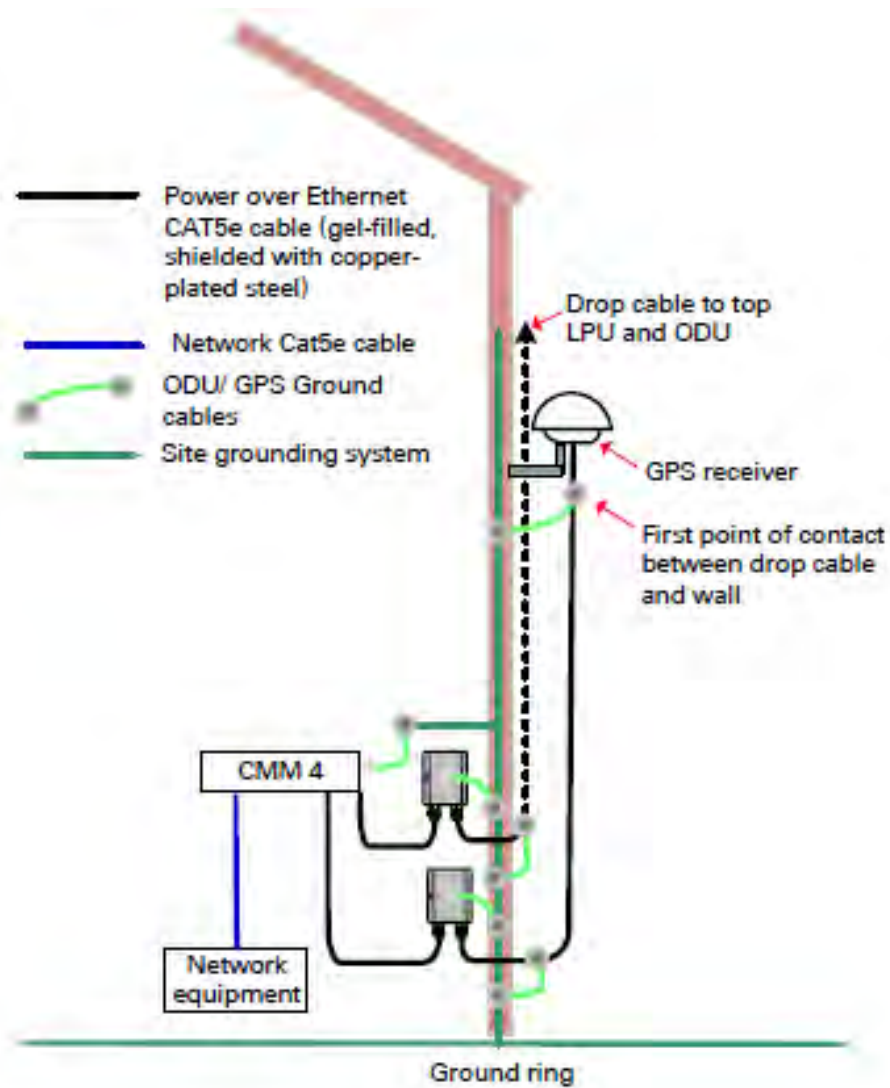 Power over Ethernet
CAT5e cable (gel-filled,
shielded with copper-
plated steel)
Network Cat5e cable
ODU/ GPS Ground
cables
Site grounding system
Drop cable to top
LPU and ODU
GPS receiver
First point of contact
between drop cable
and wall
CMM 4
Network
equipment
Ground ring